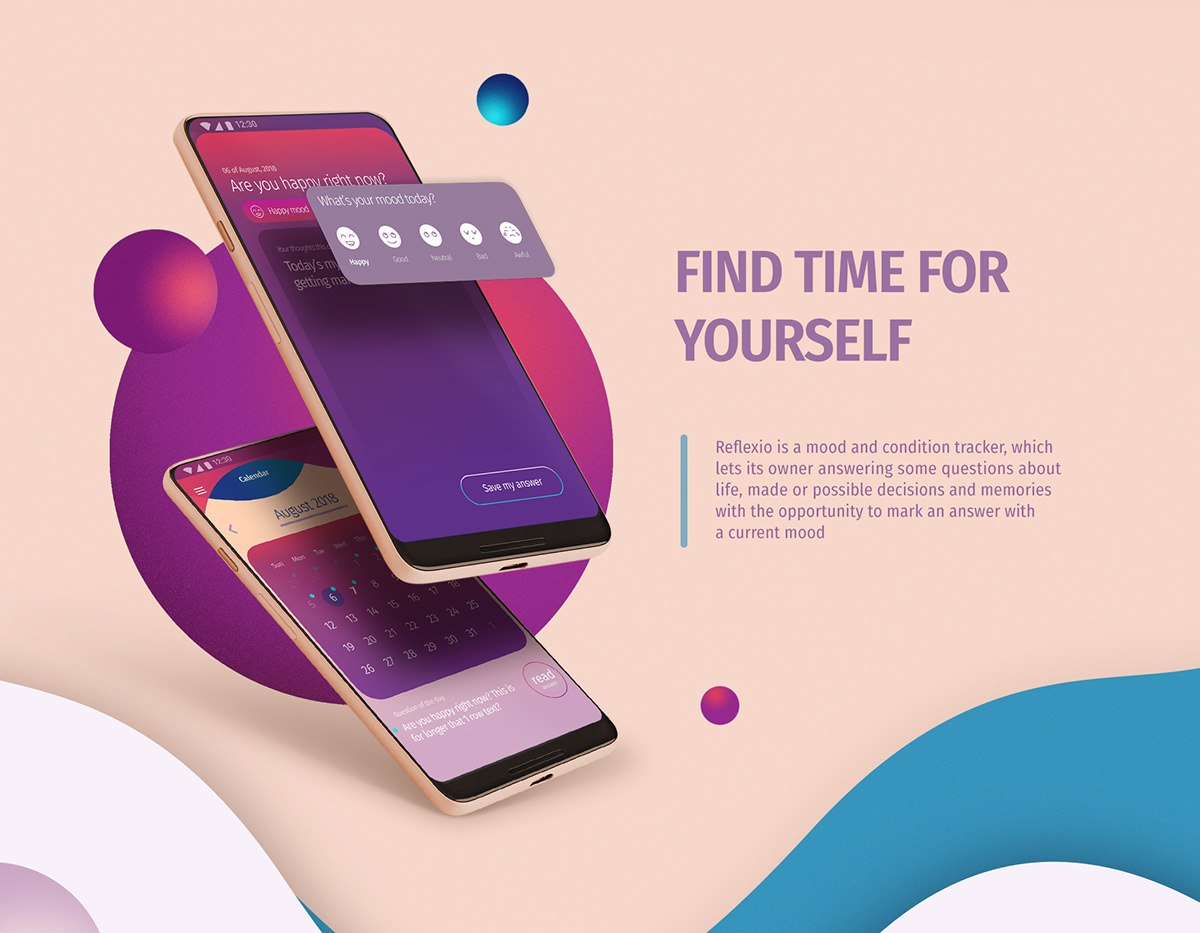 12:30
06 of August, 2018
Are you happy right now?
Happy mood
What's your mood today?
Happy Good Neutral Bad Awful
Your thoughts this
Today's my
getting
Save my answer
FIND TIME FOR
YOURSELF
Reflexio is a mood and condition tracker, which
lets its owner answering some questions about
life, made or possible decisions and memories
with the opportunity to mark an answer with
a current mood
12:30
Calendar
August 2018
Sun Mon Tue Wed Thu
5 6 7 8
12 13 14 15 16 17 18
19 20 21 22 23 24 25
26 27 28 29 30 31 1
Question of the day
Are you happy right now? This is
for longer that 1 row text?
read